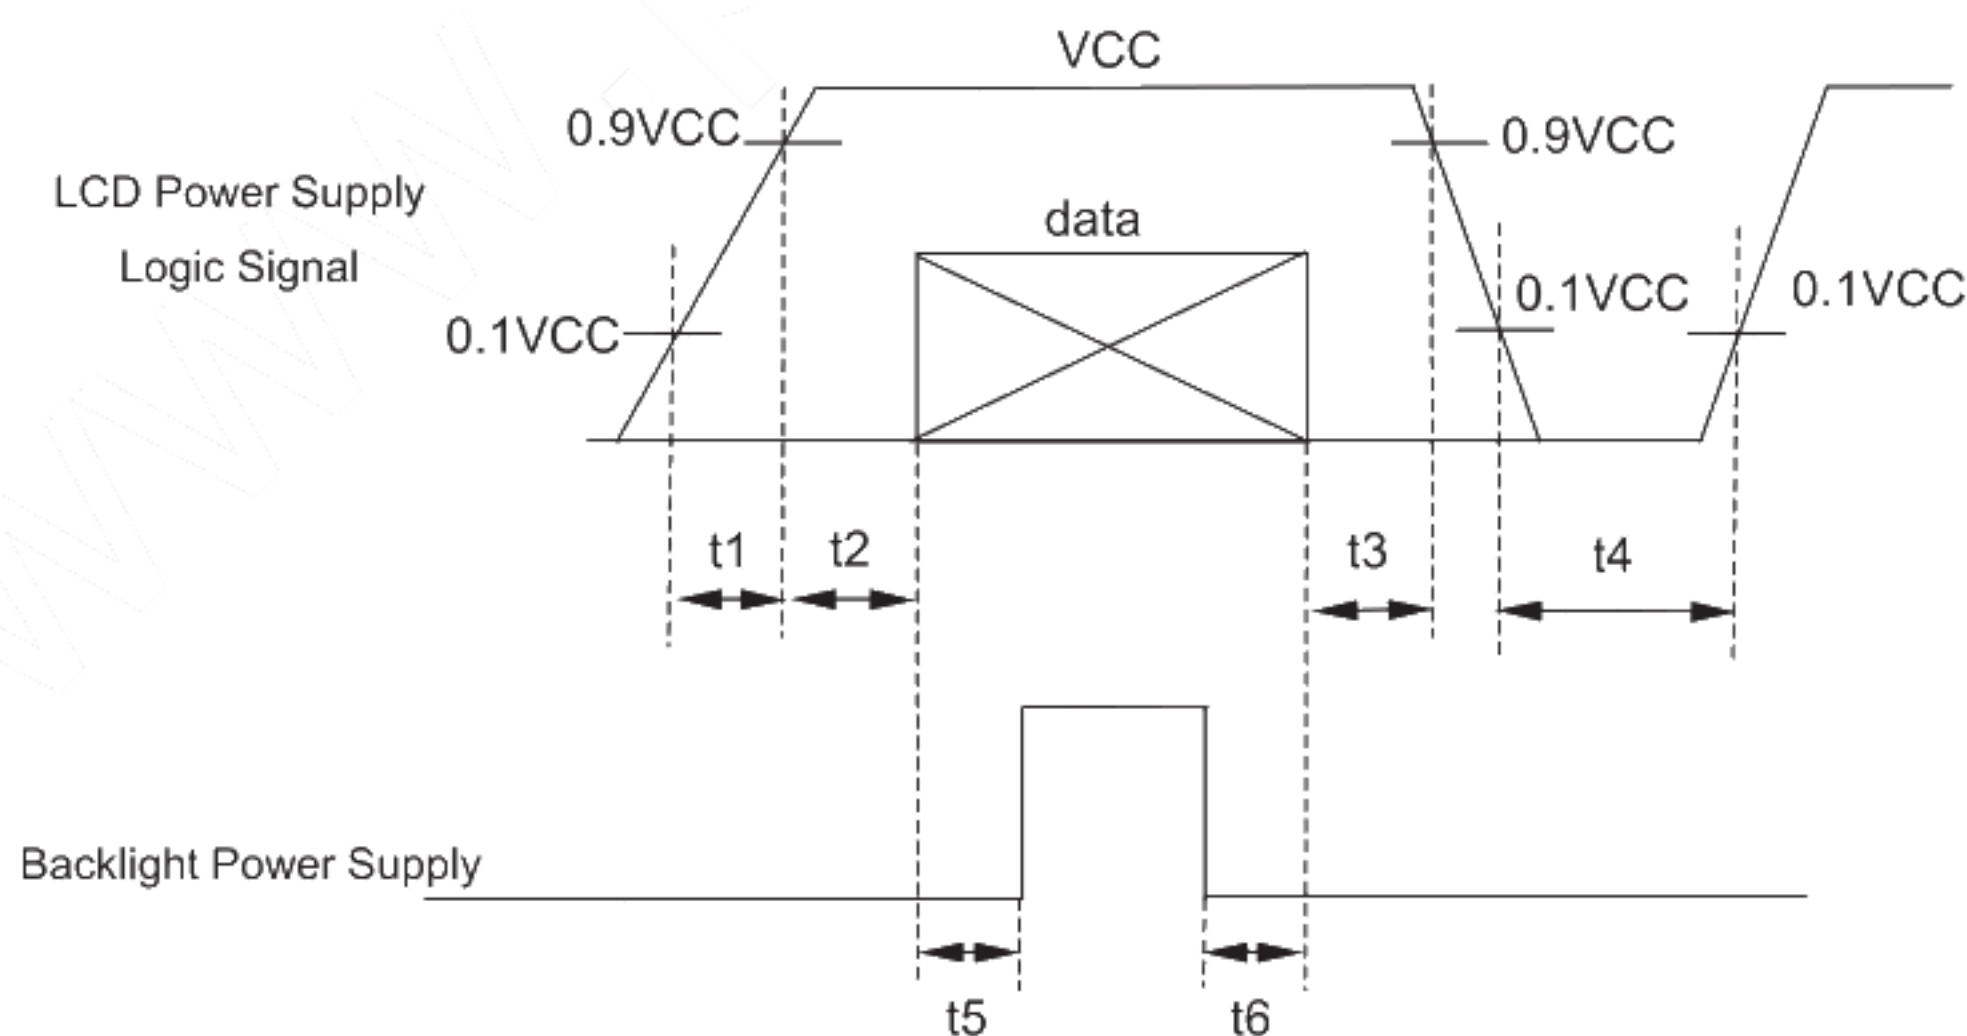 VCC
0.9VCC
0.9VCC
LCD Power Supply
data
Logic Signal
0.1VCC
0.1VCC
0.1VCC
t1
t2
t3
t4
Backlight Power Supply
t5
t6